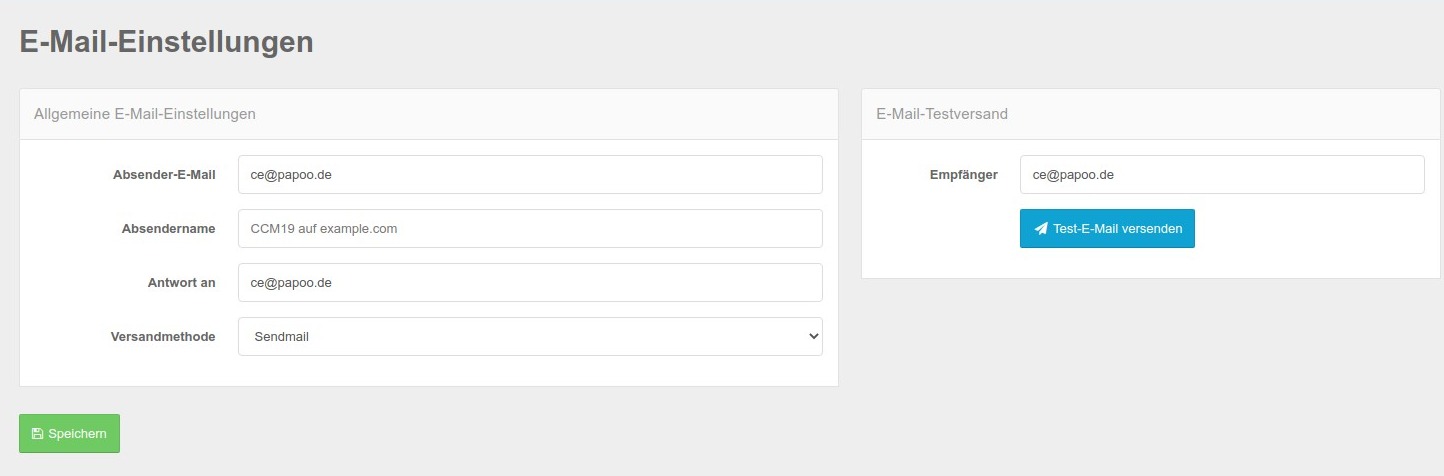 E-Mail-Einstellungen
Allgemeine E-Mail-Einstellungen
Absender-E-Mail ce@papoo.de
Absendername CCM19 auf example.com
Antwort an ce@papoo.de
Versandmethode Sendmail
Speichern
E-Mail-Testversand
Empfänger ce@papoo.de
Test-E-Mail versenden